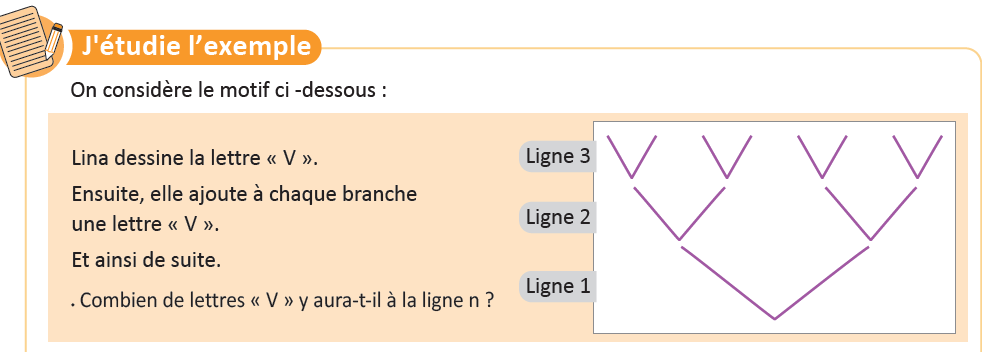 J'étudie l’exemple
On considère le motif ci -dessous :
Lina dessine la lettre « V ».
Ensuite, elle ajoute à chaque branche
une lettre « V ».
Et ainsi de suite.
. Combien de lettres « V » y aura-t-il à la ligne n ?
Ligne 3
Ligne 2
Ligne 1